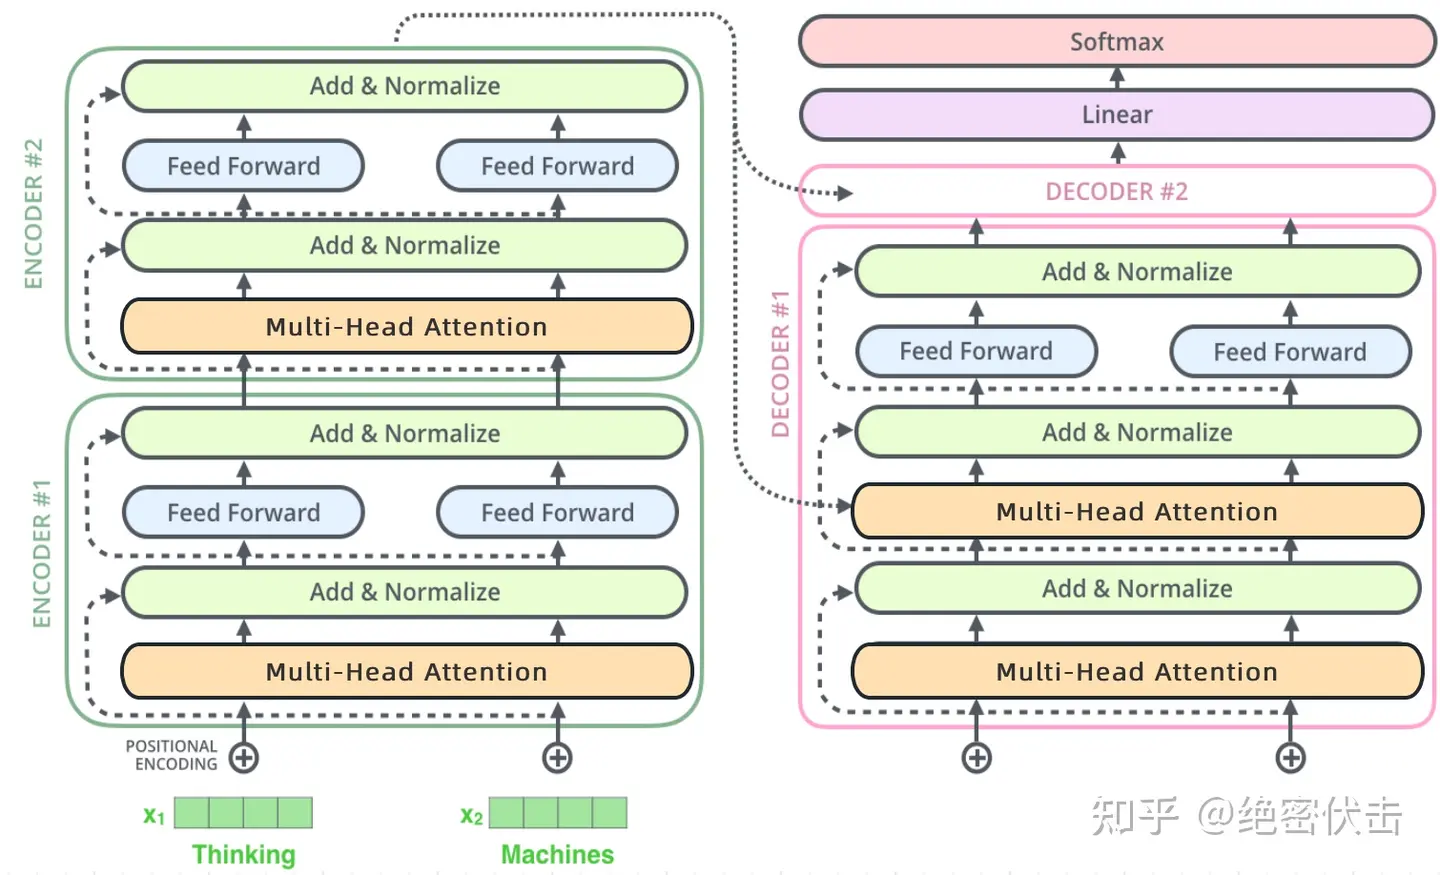 ENCODER #2
Add & Normalize
Feed Forward
Feed Forward
Add & Normalize
Multi-Head Attention
ENCODER #1
Add & Normalize
Feed Forward
Feed Forward
Add & Normalize
Multi-Head Attention
POSITIONAL
ENCODING
x₁
x₂
Thinking
Machines
Softmax
Linear
DECODER #2
DECODER #1
Add & Normalize
Feed Forward
Feed Forward
Add & Normalize
Multi-Head Attention
Add & Normalize
Multi-Head Attention
知乎 @绝密伏击